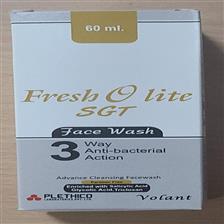 60 ml.
Fresh O lite
SGT
Face Wash
3 Way
Anti-bacterial
Action
Advance Cleansing Facewash
Enriched with Salicylic Acid
Glycolic Acid, Triclosan
PLETHICO
Volant